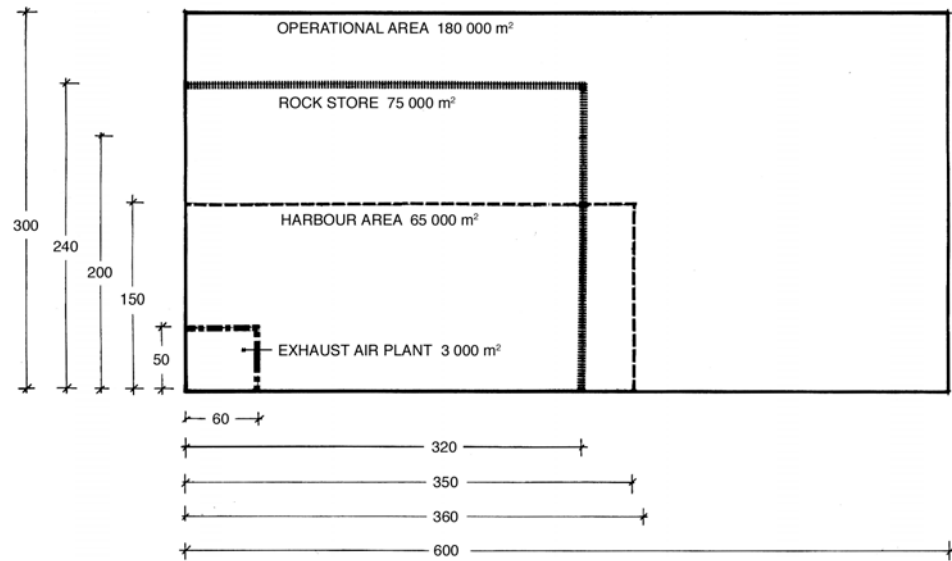 OPERATIONAL AREA 180 000 m²
ROCK STORE 75 000 m²
HARBOUR AREA 65 000 m²
300
240
200
150
50
EXHAUST AIR PLANT 3 000 m²
60
320
350
360
600